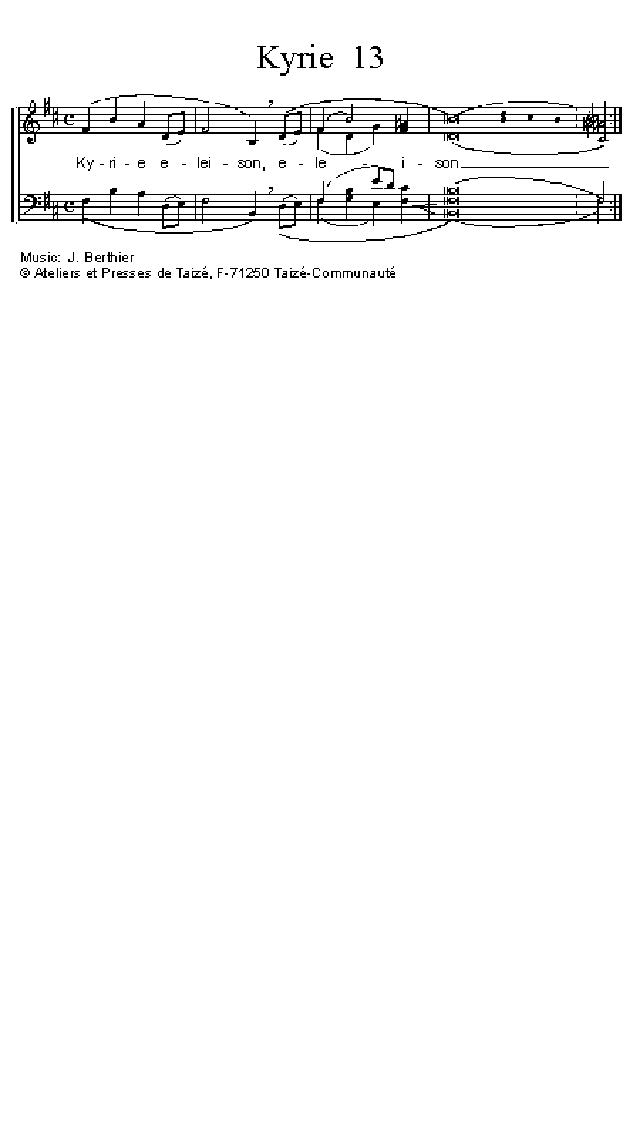 Kyrie 13
Ky - ri - e e - lei - son, e - le - i - son
Music: J. Berthier
© Ateliers et Presses de Taizé, F-71250 Taizé-Communauté